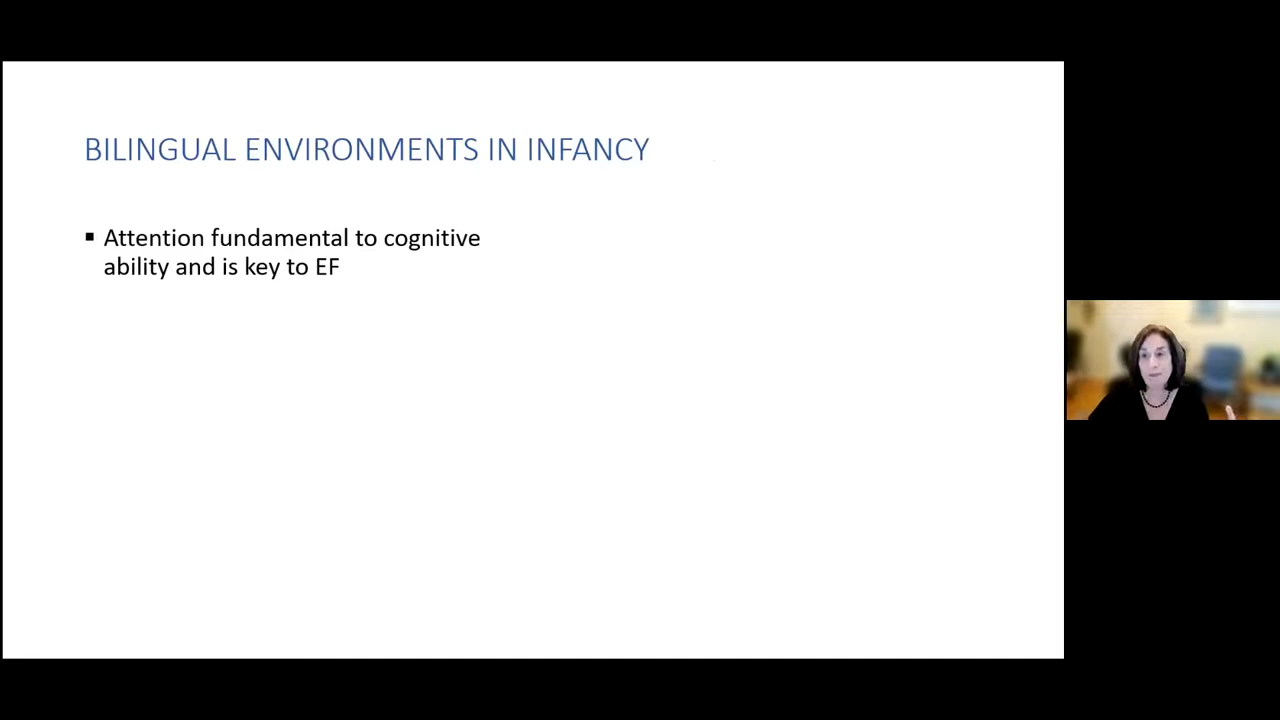 BILINGUAL ENVIRONMENTS IN INFANCY
▪ Attention fundamental to cognitive
ability and is key to EF